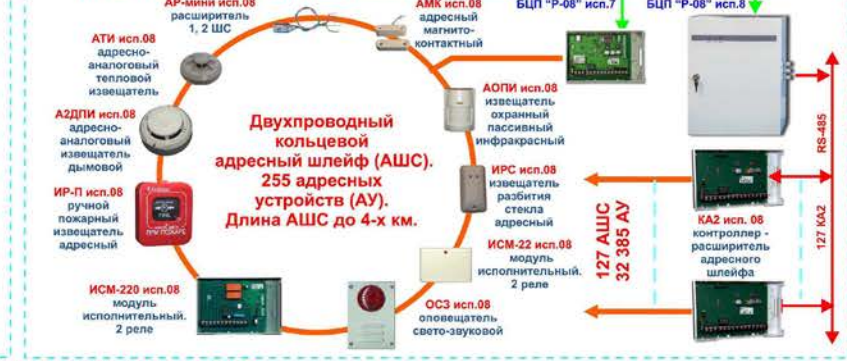 АР-мини исп.08
расширитель
1, 2 ШС
АМК исп.08
адресный
магнито-
контактный
БЦП "Р-08" исп.7
БЦП "Р-08" исп.8
АТИ исп.08
адресно-
аналоговый
тепловой
извещатель
А2ДПИ исп.08
адресно-
аналоговый
извещатель
дымовой
ИР-П исп.08
ручной
пожарный
извещатель
адресный
Двухпроводный
кольцевой
адресный шлейф (АШС).
255 адресных
устройств (АУ).
Длина АШС до 4-х км.
АОПИ исп.08
извещатель
охранный
пассивный
инфракрасный
ИРС исп.08
извещатель
разбития
стекла
адресный
ИСМ-22 исп.08
модуль
исполнительный.
2 реле
ОСЗ исп.08
оповещатель
свето-звуковой
ИСМ-220 исп.08
модуль
исполнительный.
2 реле
127 АШС
32 385 АУ
КА2 исп. 08
контроллер -
расширитель
адресного
шлейфа
RS-485
127 КА2